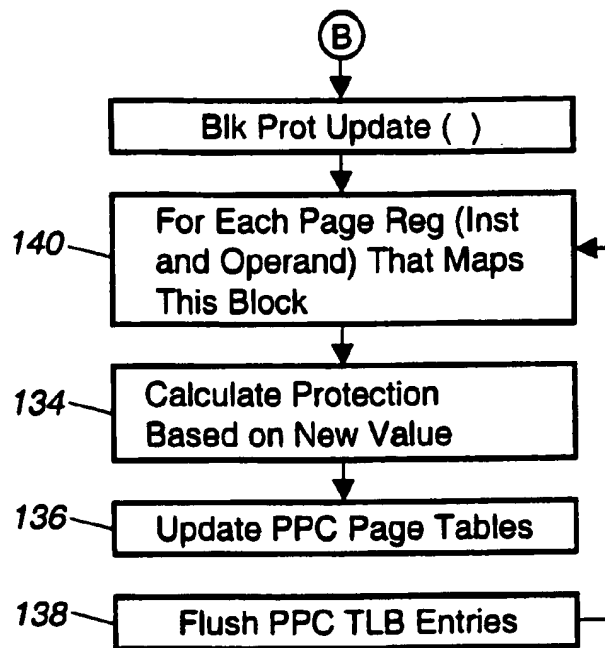 B
Blk Prot Update ( )
140
For Each Page Reg (Inst
and Operand) That Maps
This Block
134
Calculate Protection
Based on New Value
136
Update PPC Page Tables
138
Flush PPC TLB Entries